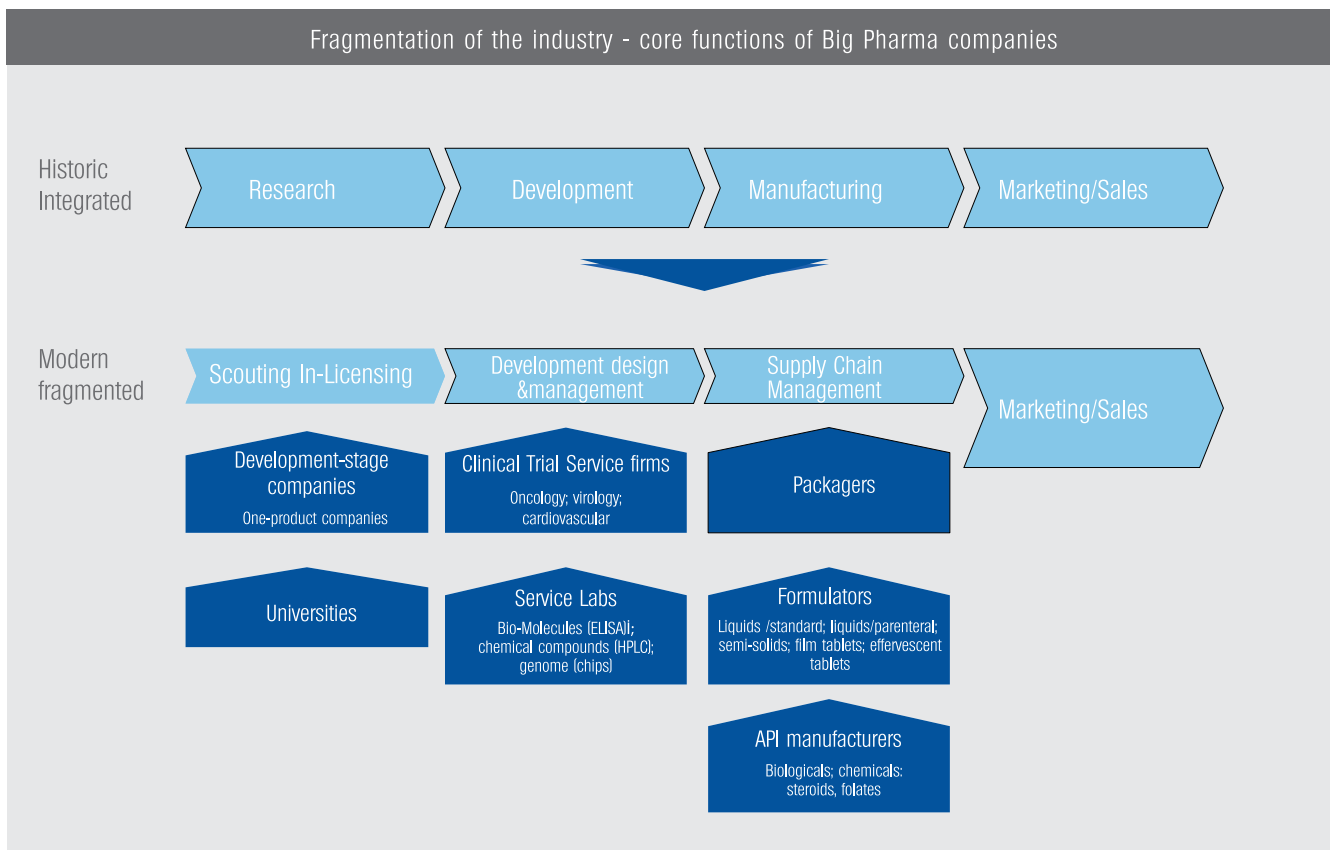 Fragmentation of the industry - core functions of Big Pharma companies
Historic
Integrated
Research
Development
Manufacturing
Marketing/Sales
Modern
fragmented
Scouting In-Licensing
Development design
&management
Supply Chain
Management
Marketing/Sales
Development-stage
companies
One-product companies
Clinical Trial Service firms
Oncology; virology;
cardiovascular
Packagers
Universities
Service Labs
Bio-Molecules (ELISA)i;
chemical compounds (HPLC);
genome (chips)
Formulators
Liquids /standard; liquids/parenteral;
semi-solids; film tablets; effervescent
tablets
API manufacturers
Biologicals; chemicals:
steroids, folates